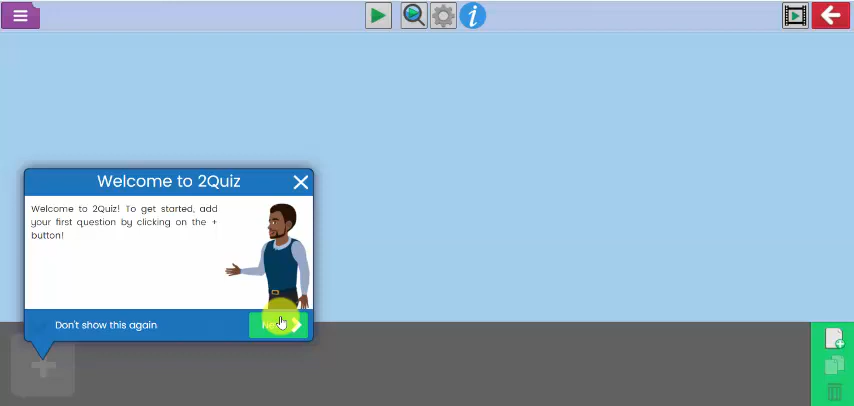 Welcome to 2Quiz
Welcome to 2Quiz! To get started, add
your first question by clicking on the +
button!
Don't show this again